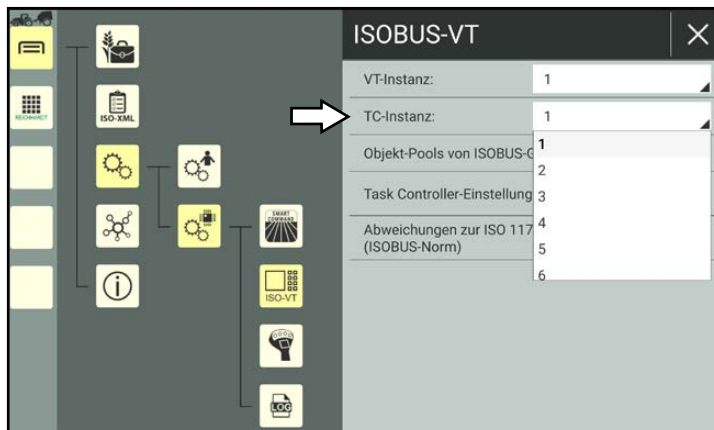 ISOBUS-VT
REICHHARDT
ISO-XML
VT-Instanz:
1
TC-Instanz:
1
1
2
3
4
5
6
Objekt-Pools von ISOBUS-G
Task Controller-Einstellung
Abweichungen zur ISO 117
(ISOBUS-Norm)
SMART
COMMAND
ISO-VT
LOG